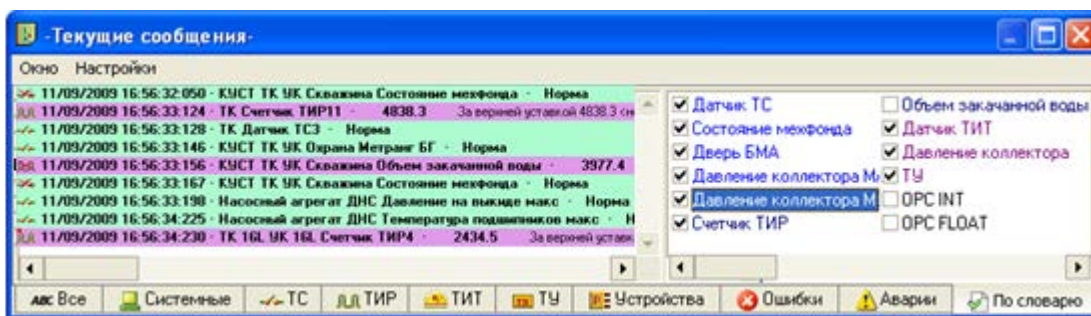 -Текущие сообщения-
Окно Настройки
11/09/2009 16:56:32:050 - КУСТ ТК УК Скважина Состояние мехфонда - Норма
11/09/2009 16:56:33:124 - ТК Счетчик ТИР11 - 4838.3 За верхней уставкой 4838.3 сн
11/09/2009 16:56:33:128 - ТК Датчик ТС3 - Норма
11/09/2009 16:56:33:146 - КУСТ ТК УК Охрана Метранг БГ - Норма
11/09/2009 16:56:33:156 - КУСТ ТК УК Скважина Объем закачанной воды - 3977.4
11/09/2009 16:56:33:167 - КУСТ ТК УК Скважина Состояние мехфонда - Норма
11/09/2009 16:56:33:198 - Насосный агрегат ДНС Давление на выкиде макс - Норма
11/09/2009 16:56:34:225 - Насосный агрегат ДНС Температура подшипников макс - Н
11/09/2009 16:56:34:230 - ТК 16L УК 16L Счетчик ТИР4 - 2434.5 За верхней уставк
Датчик ТС Объем закачанной воды
Состояние мехфонда Датчик ТИТ
Дверь БМА Давление коллектора
Давление коллектора М ТУ
Давление коллектора М OPC INT
Счетчик ТИР OPC FLOAT
ABC Все Системные ТС ТИР ТИТ ТУ Устройства Ошибки Аварии По словарю